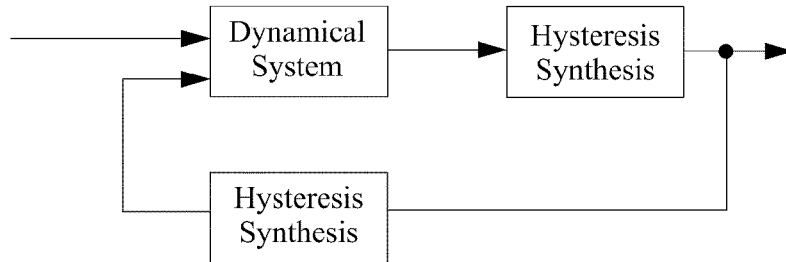 Dynamical
System
Hysteresis
Synthesis
Hysteresis
Synthesis